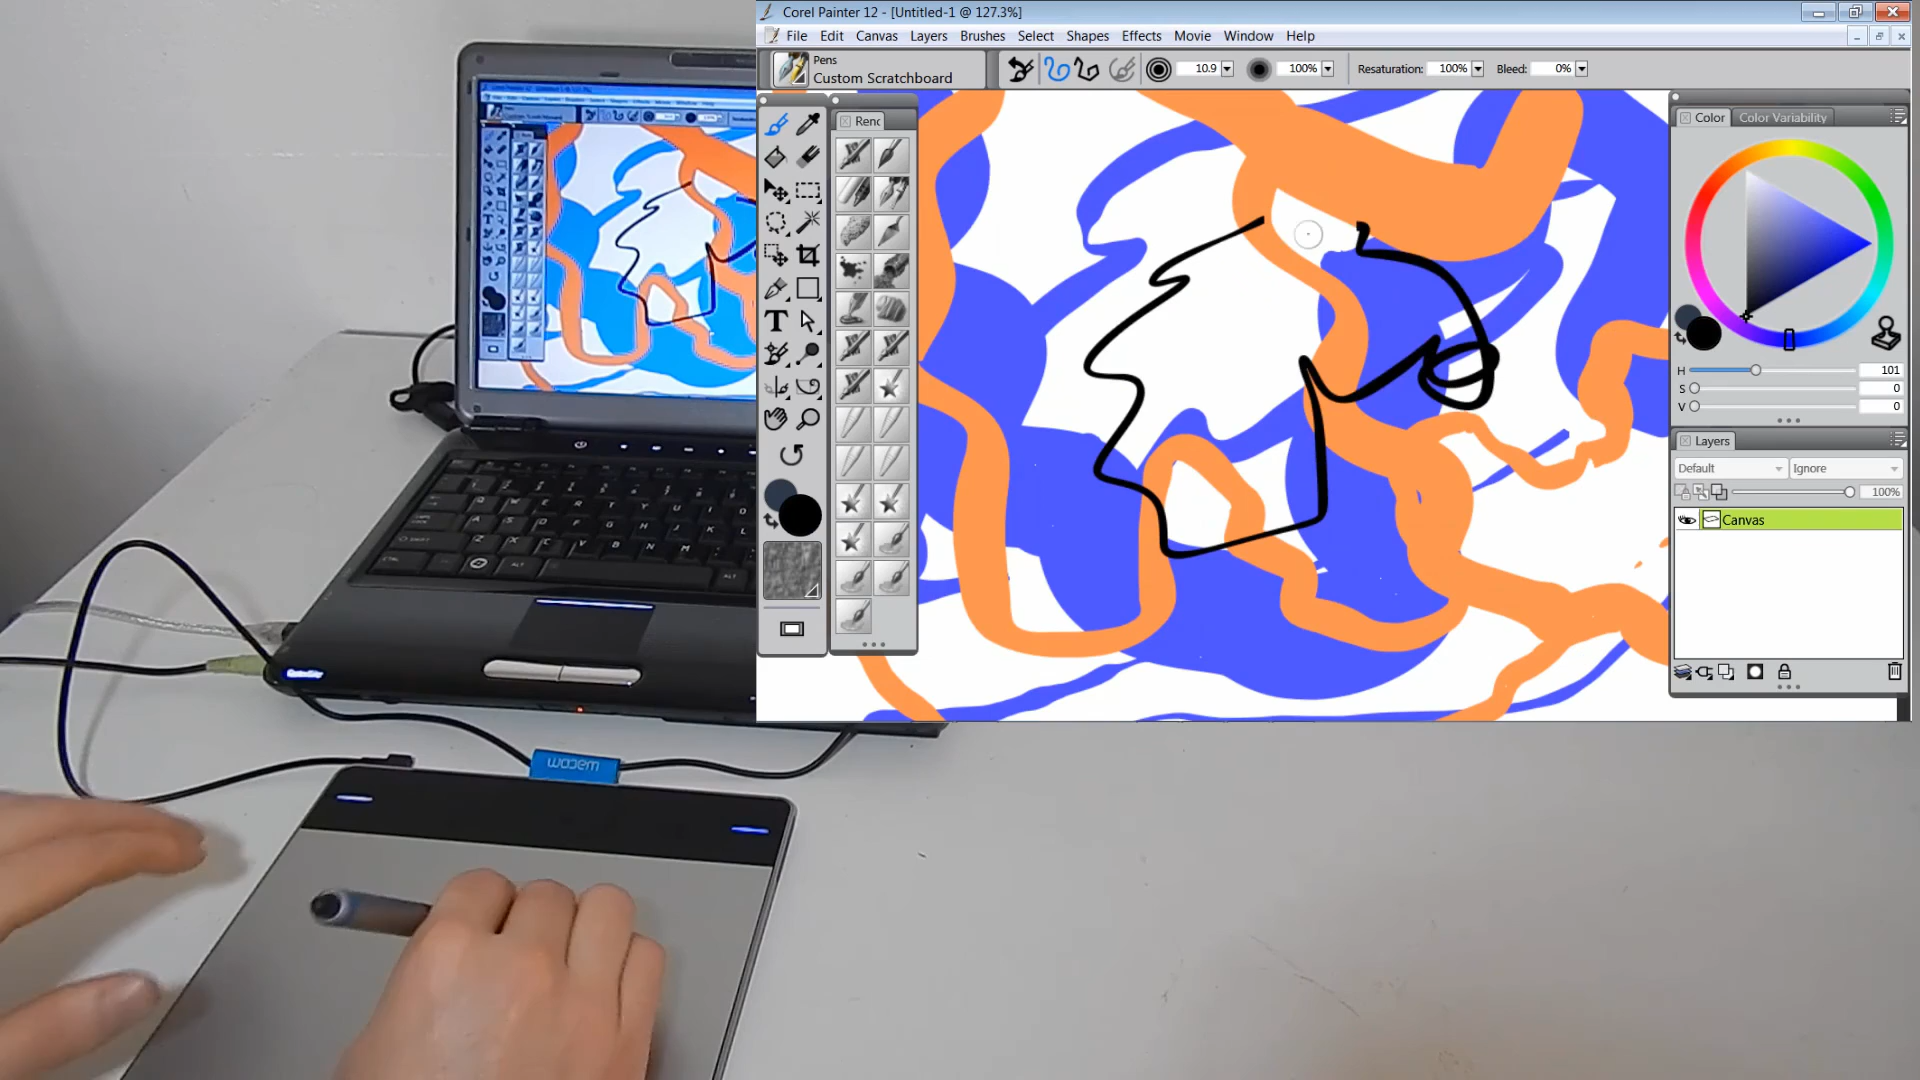 Corel Painter 12 - [Untitled-1 @ 127.3%]
File Edit Canvas Layers Brushes Select Shapes Effects Movie Window Help
Pens
Custom Scratchboard
10.9 100% Resaturation: 100% Bleed: 0%
Renc
Color Color Variability
T
H 101
S 0
V 0
Layers
Default Ignore
100%
Canvas
wacom